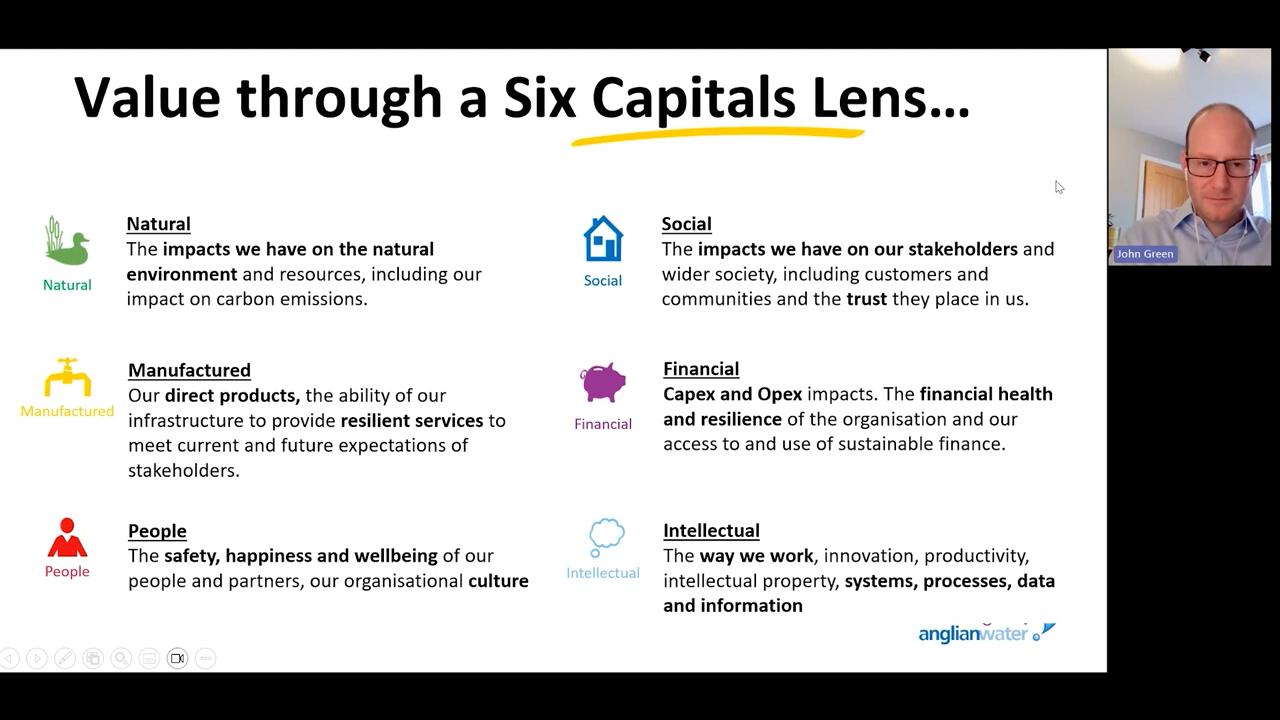 Value through a Six Capitals Lens...
Natural
The impacts we have on the natural
environment and resources, including our
impact on carbon emissions.
Natural
Social
The impacts we have on our stakeholders and
wider society, including customers and
communities and the trust they place in us.
Social
Manufactured
Our direct products, the ability of our
infrastructure to provide resilient services to
meet current and future expectations of
stakeholders.
Manufactured
Financial
Capex and Opex impacts. The financial health
and resilience of the organisation and our
access to and use of sustainable finance.
Financial
People
The safety, happiness and wellbeing of our
people and partners, our organisational culture
People
Intellectual
The way we work, innovation, productivity,
intellectual property, systems, processes, data
and information
Intellectual
anglianwater
John Green